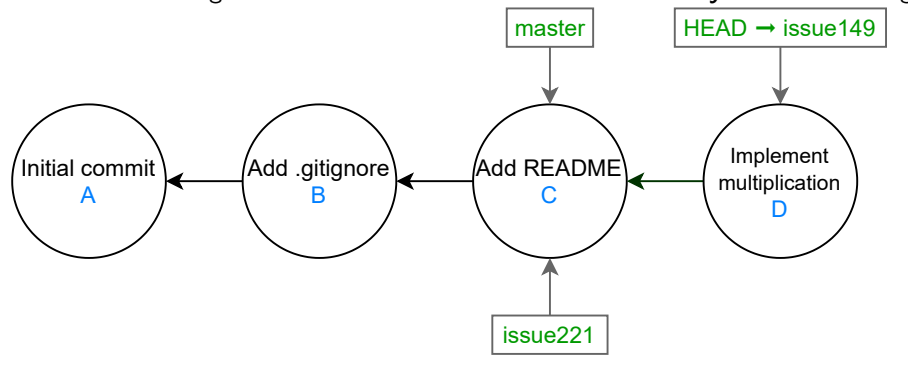 master
HEAD → issue149
Initial commit
A
Add .gitignore
B
Add README
C
Implement
multiplication
D
issue221